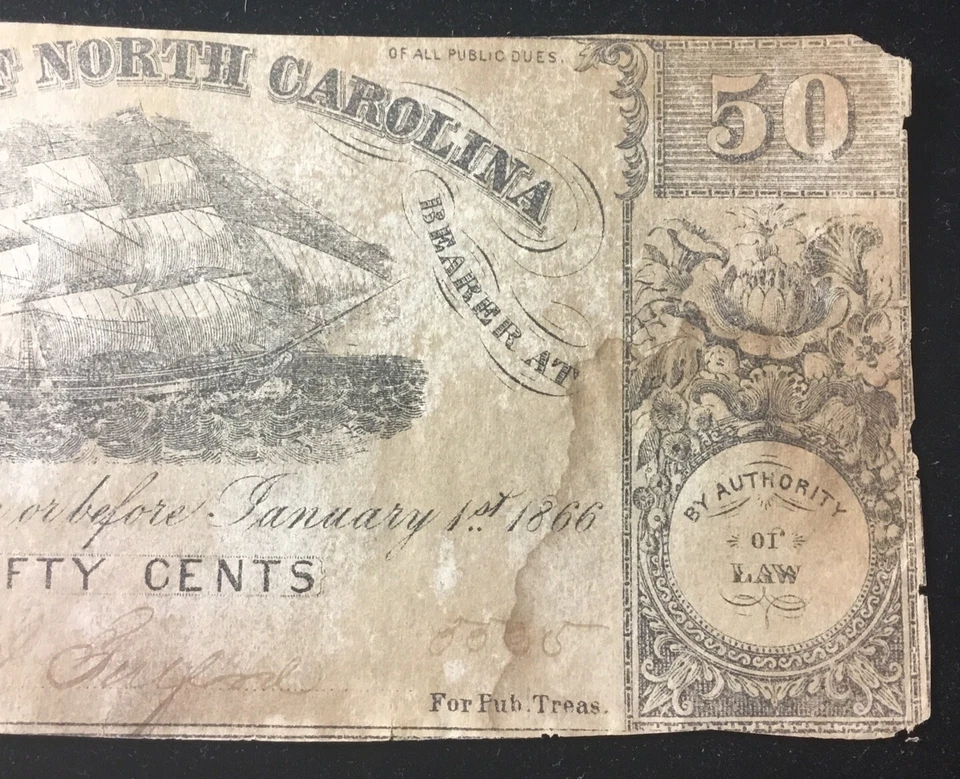 OF ALL PUBLIC DUES.
F NORTH CAROLINA
50
BEARER AT
or before January 1st 1866
BY AUTHORITY
OF
LAW
FTY CENTS
For Pub. Treas.